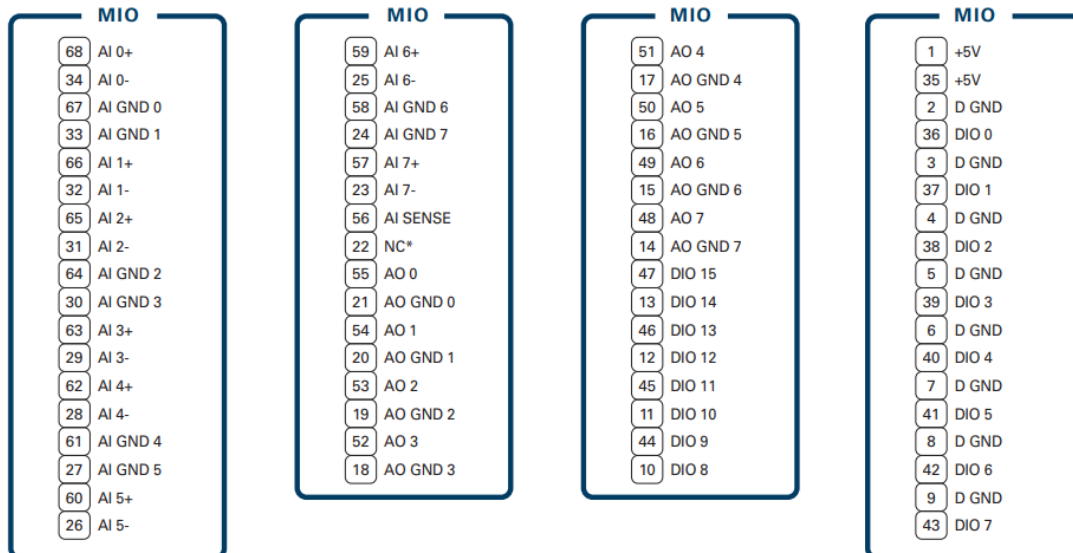 MIO
68 AI 0+
34 AI 0-
67 AI GND 0
33 AI GND 1
66 AI 1+
32 AI 1-
65 AI 2+
31 AI 2-
64 AI GND 2
30 AI GND 3
63 AI 3+
29 AI 3-
62 AI 4+
28 AI 4-
61 AI GND 4
27 AI GND 5
60 AI 5+
26 AI 5-
MIO
59 AI 6+
25 AI 6-
58 AI GND 6
24 AI GND 7
57 AI 7+
23 AI 7-
56 AI SENSE
22 NC*
55 AO 0
21 AO GND 0
54 AO 1
20 AO GND 1
53 AO 2
19 AO GND 2
52 AO 3
18 AO GND 3
MIO
51 AO 4
17 AO GND 4
50 AO 5
16 AO GND 5
49 AO 6
15 AO GND 6
48 AO 7
14 AO GND 7
47 DIO 15
13 DIO 14
46 DIO 13
12 DIO 12
45 DIO 11
11 DIO 10
44 DIO 9
10 DIO 8
MIO
1 +5V
35 +5V
2 D GND
36 DIO 0
3 D GND
37 DIO 1
4 D GND
38 DIO 2
5 D GND
39 DIO 3
6 D GND
40 DIO 4
7 D GND
41 DIO 5
8 D GND
42 DIO 6
9 D GND
43 DIO 7